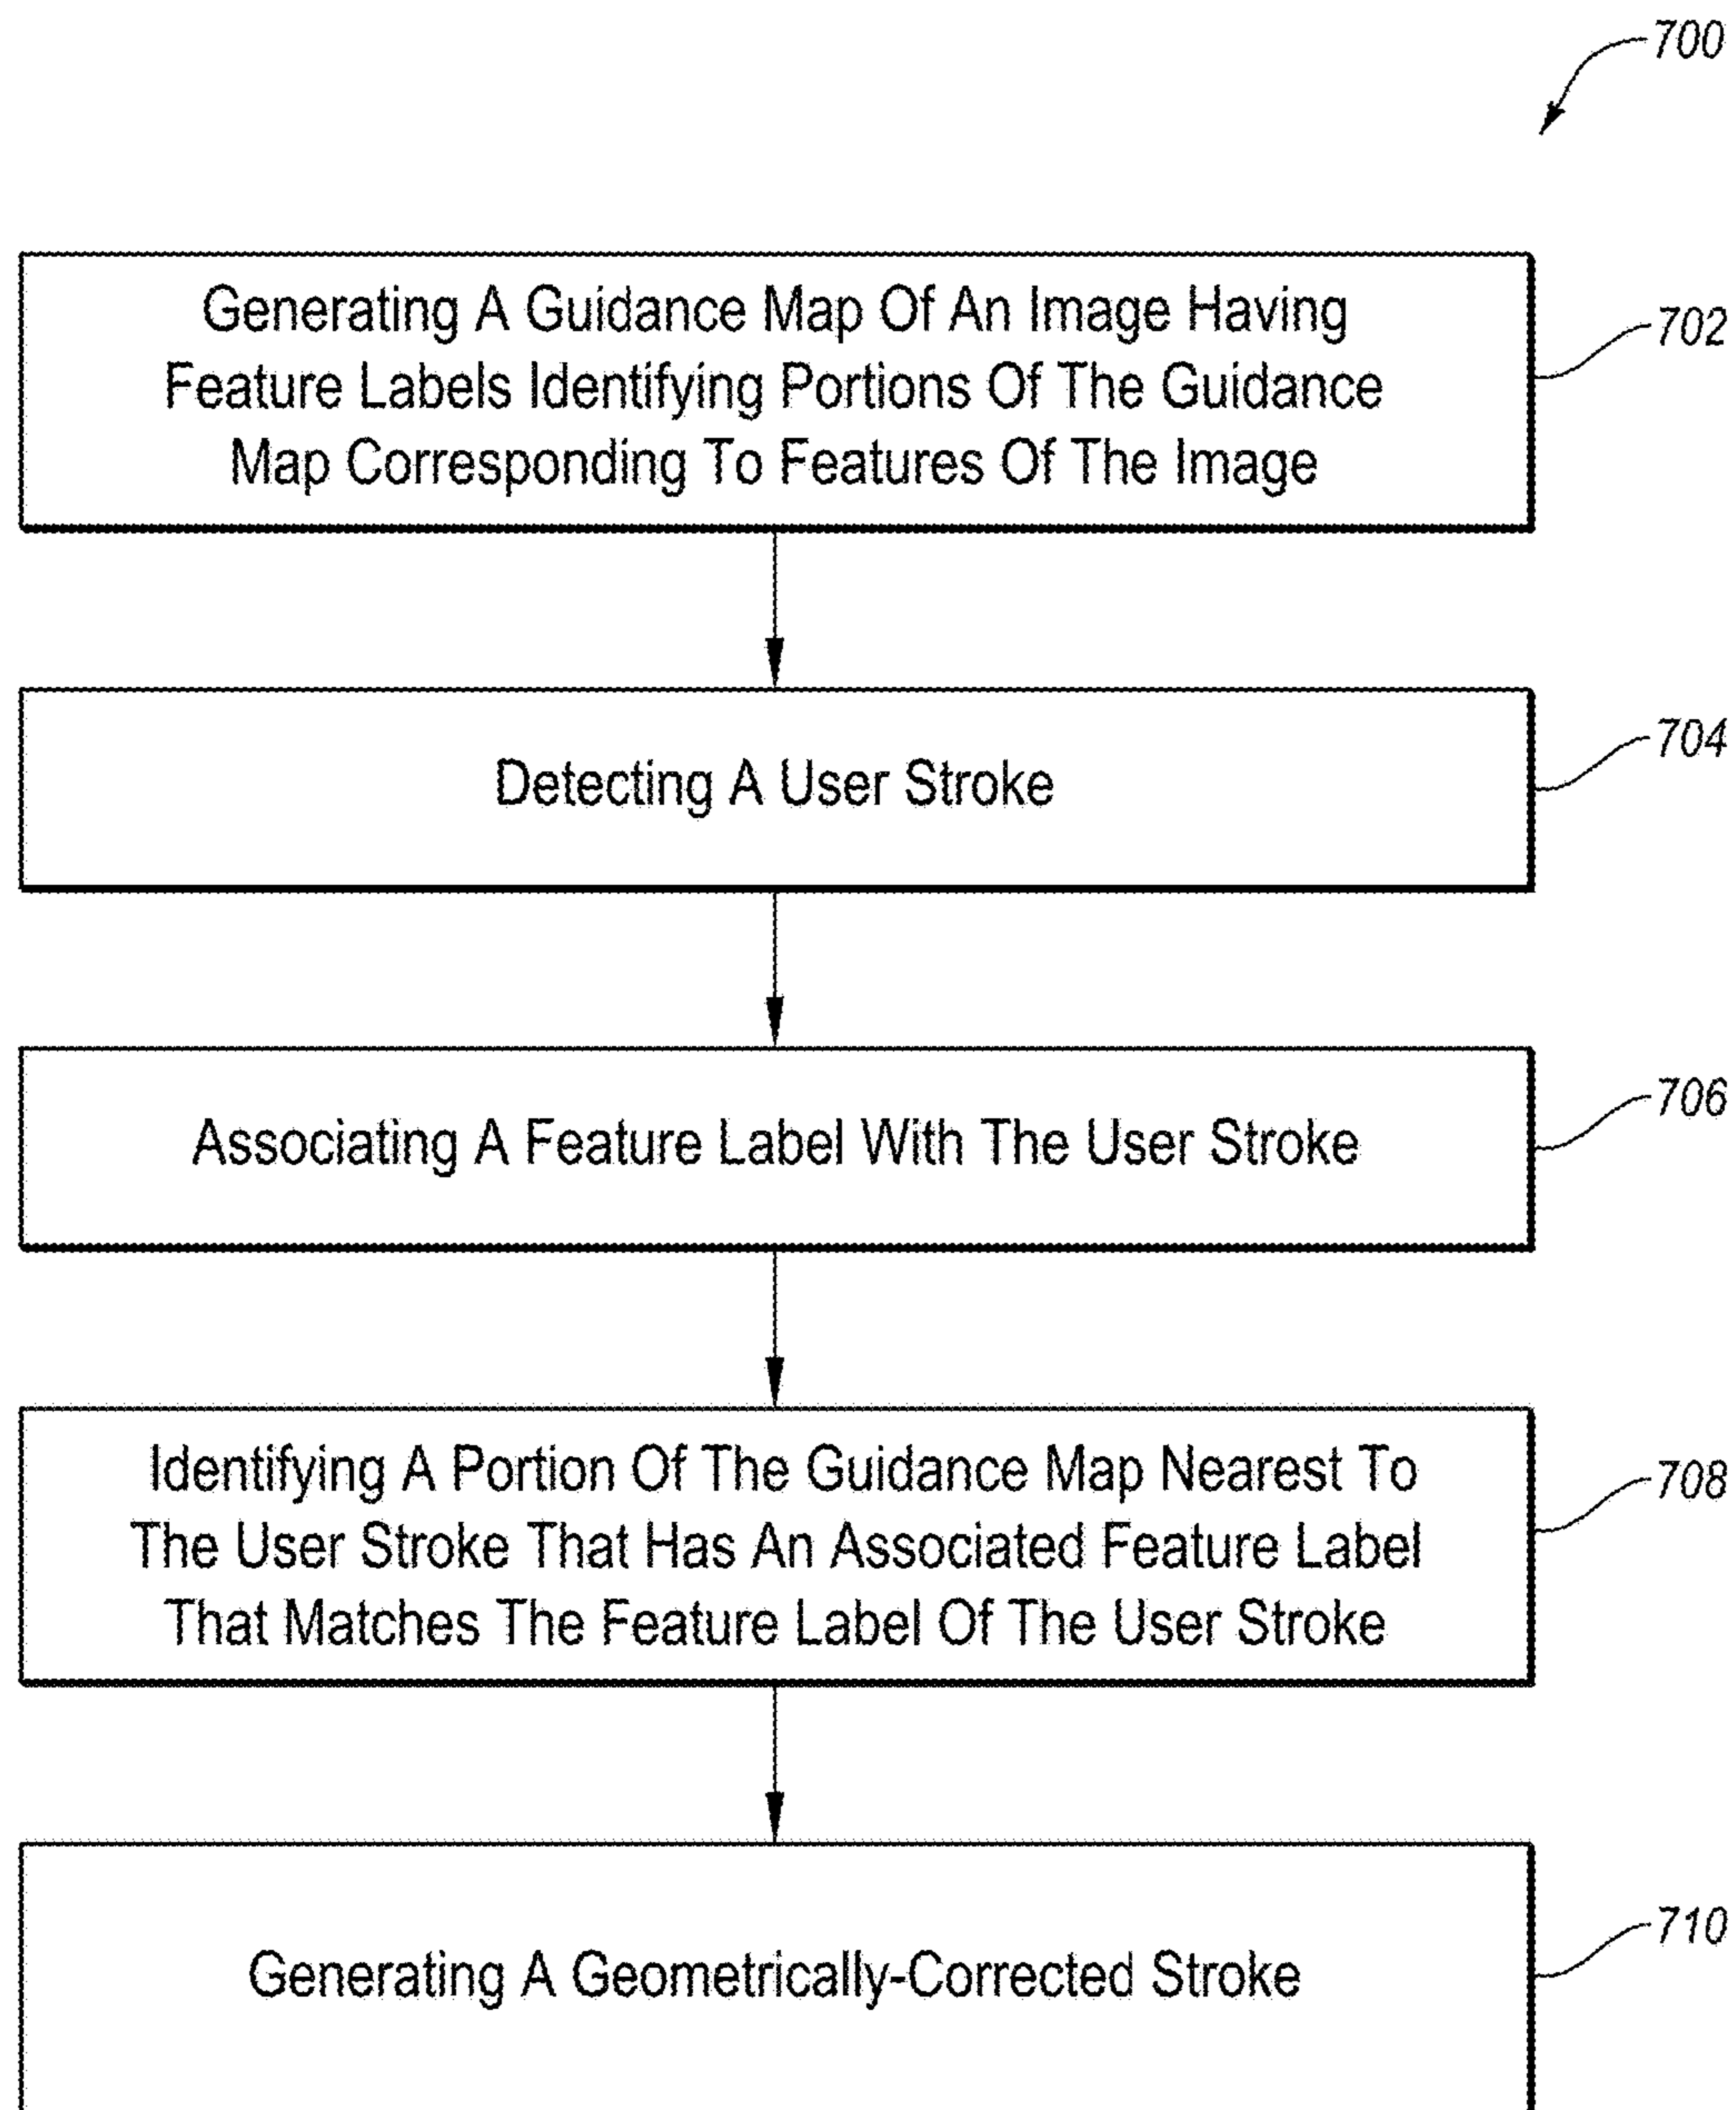 700
Generating A Guidance Map Of An Image Having
Feature Labels Identifying Portions Of The Guidance
Map Corresponding To Features Of The Image
702
Detecting A User Stroke
704
Associating A Feature Label With The User Stroke
706
Identifying A Portion Of The Guidance Map Nearest To
The User Stroke That Has An Associated Feature Label
That Matches The Feature Label Of The User Stroke
708
Generating A Geometrically-Corrected Stroke
710